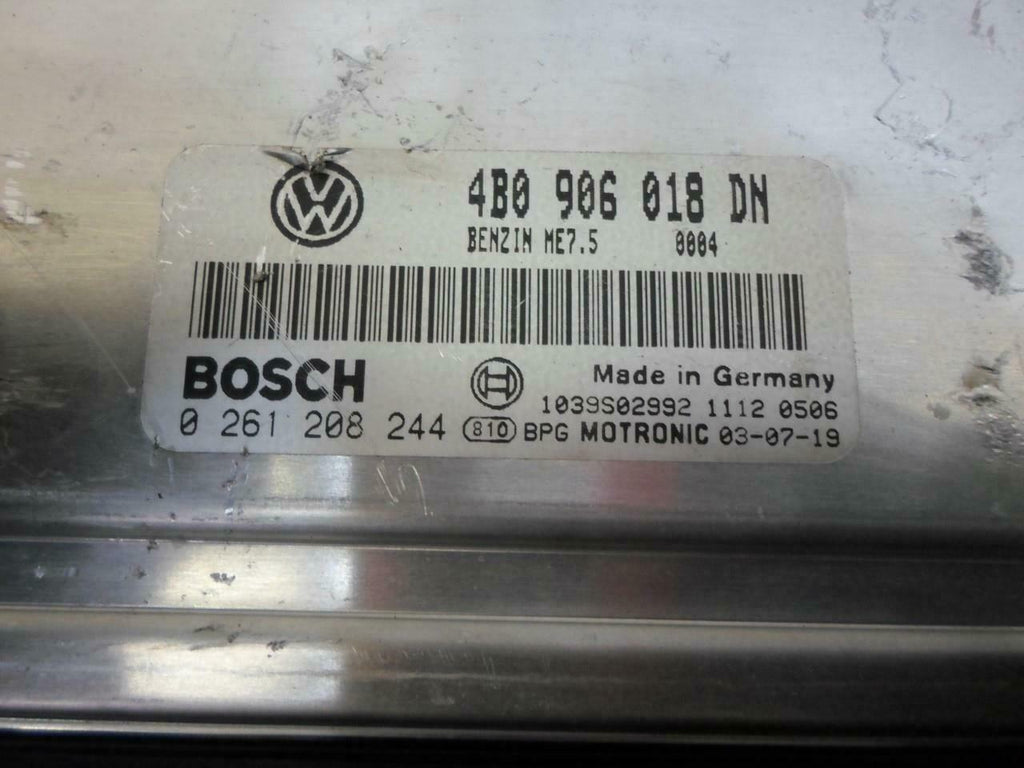 4B0 906 018 DN
BENZIN ME7.5 0004
BOSCH
Made in Germany
1039S02992 1112 0506
0 261 208 244 810 BPG MOTRONIC 03-07-19